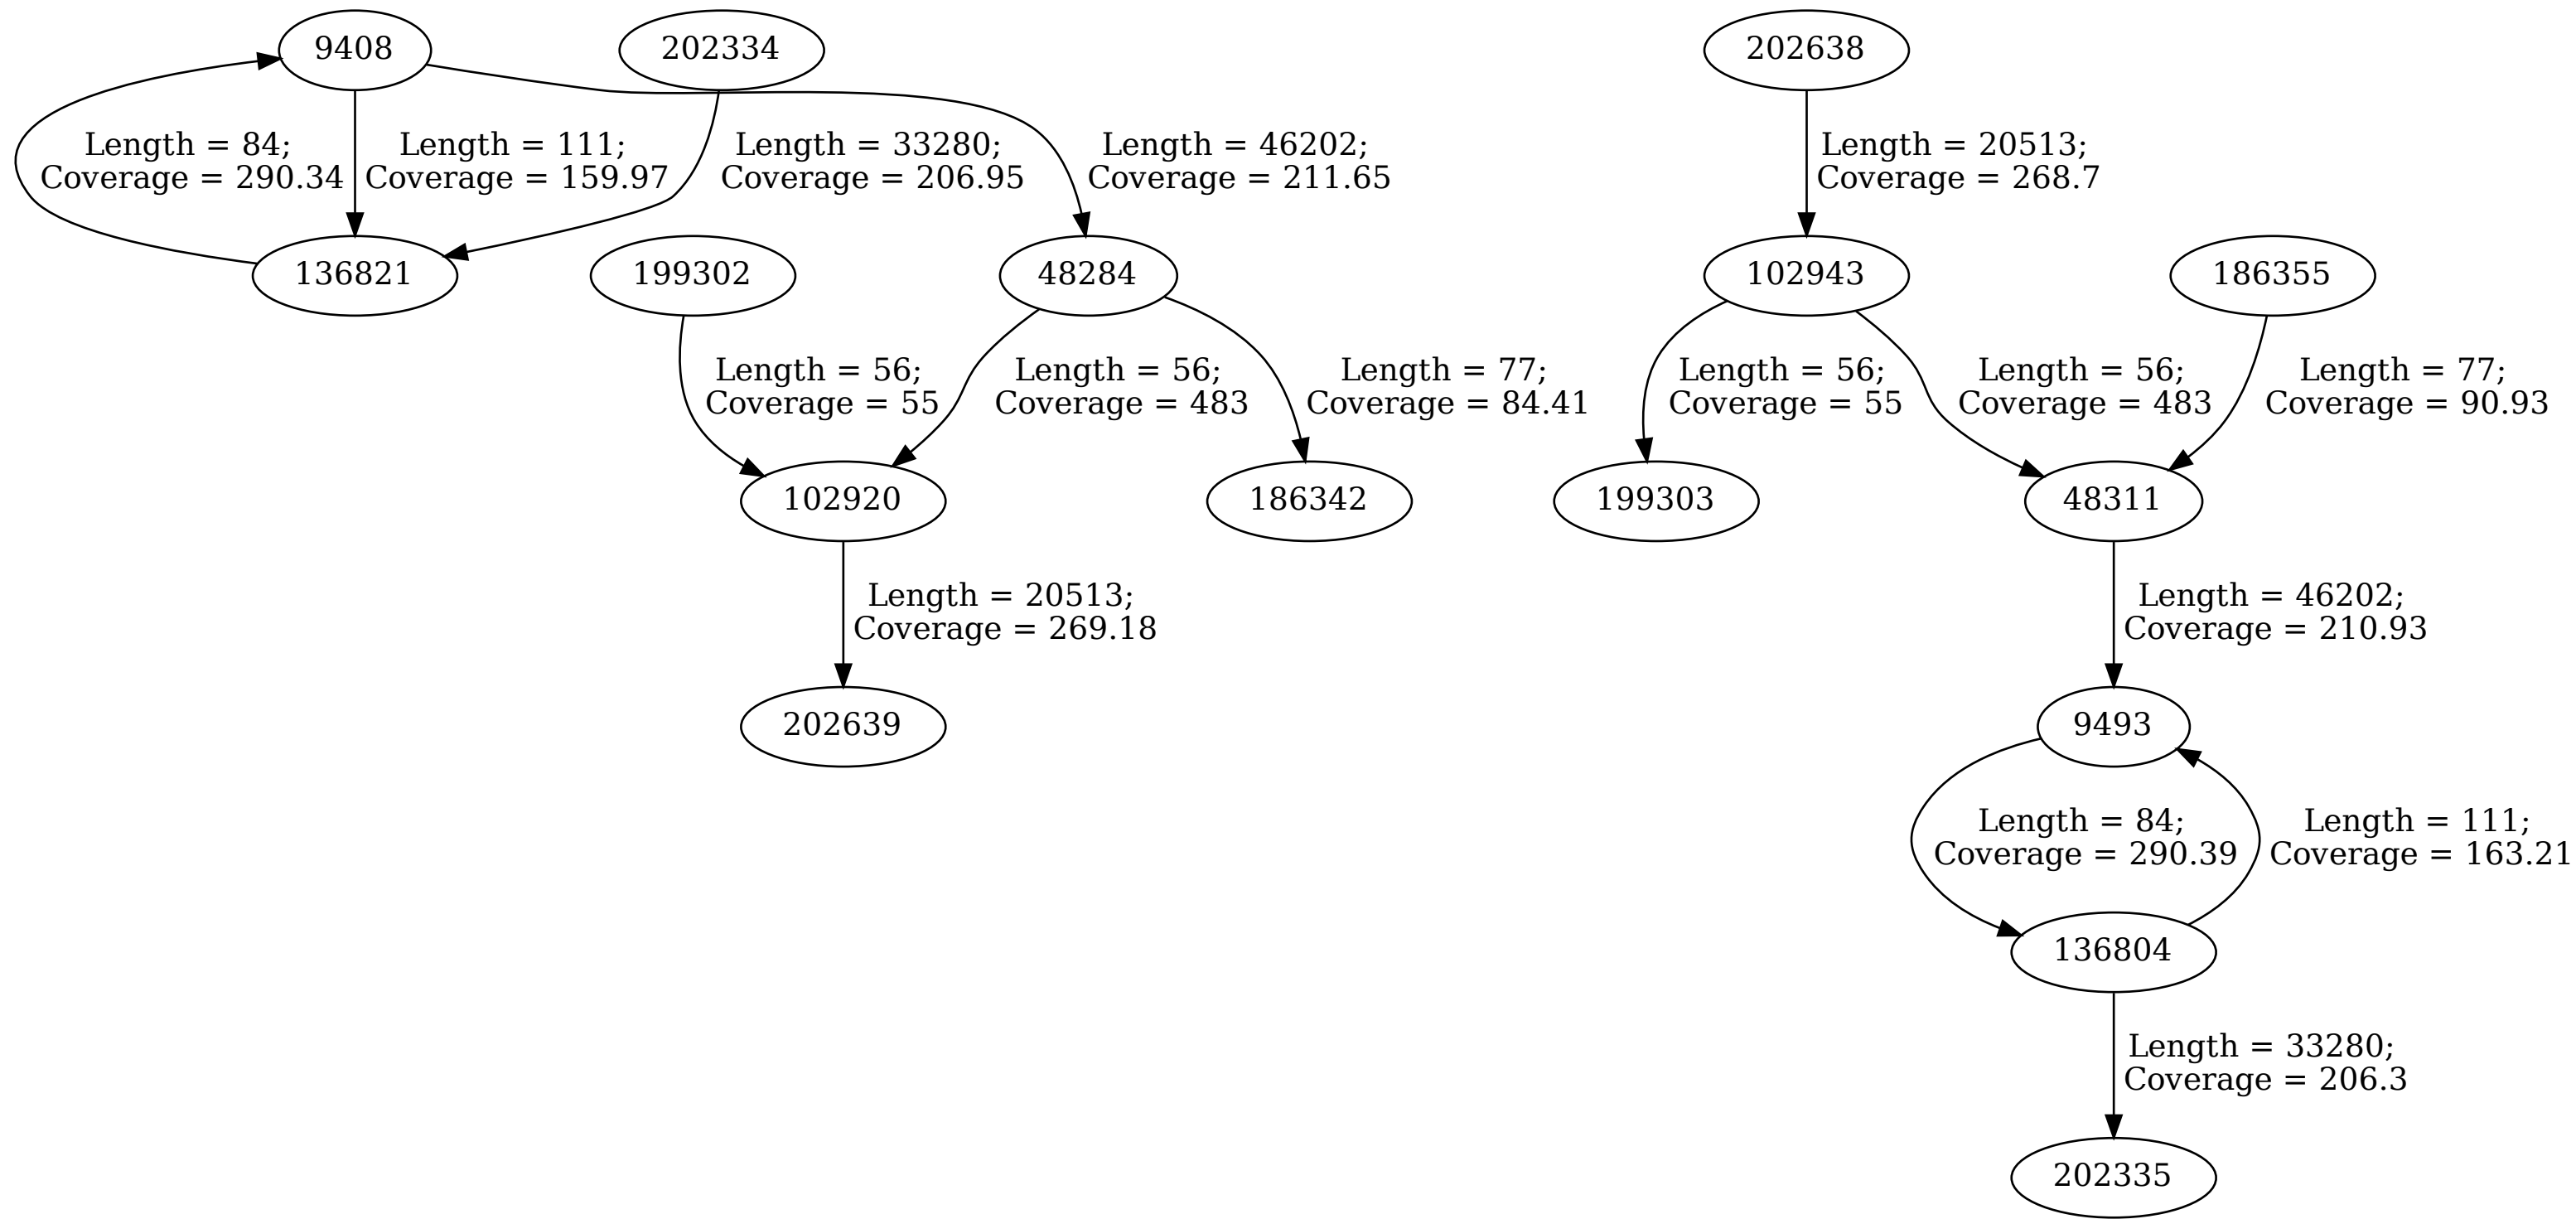 9408
202334
202638
Length = 84;
Coverage = 290.34
Length = 111;
Coverage = 159.97
Length = 33280;
Coverage = 206.95
Length = 46202;
Coverage = 211.65
Length = 20513;
Coverage = 268.7
136821
199302
48284
102943
186355
Length = 56;
Coverage = 55
Length = 56;
Coverage = 483
Length = 77;
Coverage = 84.41
Length = 56;
Coverage = 55
Length = 56;
Coverage = 483
Length = 77;
Coverage = 90.93
102920
186342
199303
48311
Length = 20513;
Coverage = 269.18
Length = 46202;
Coverage = 210.93
202639
9493
Length = 84;
Coverage = 290.39
Length = 111;
Coverage = 163.21
136804
Length = 33280;
Coverage = 206.3
202335